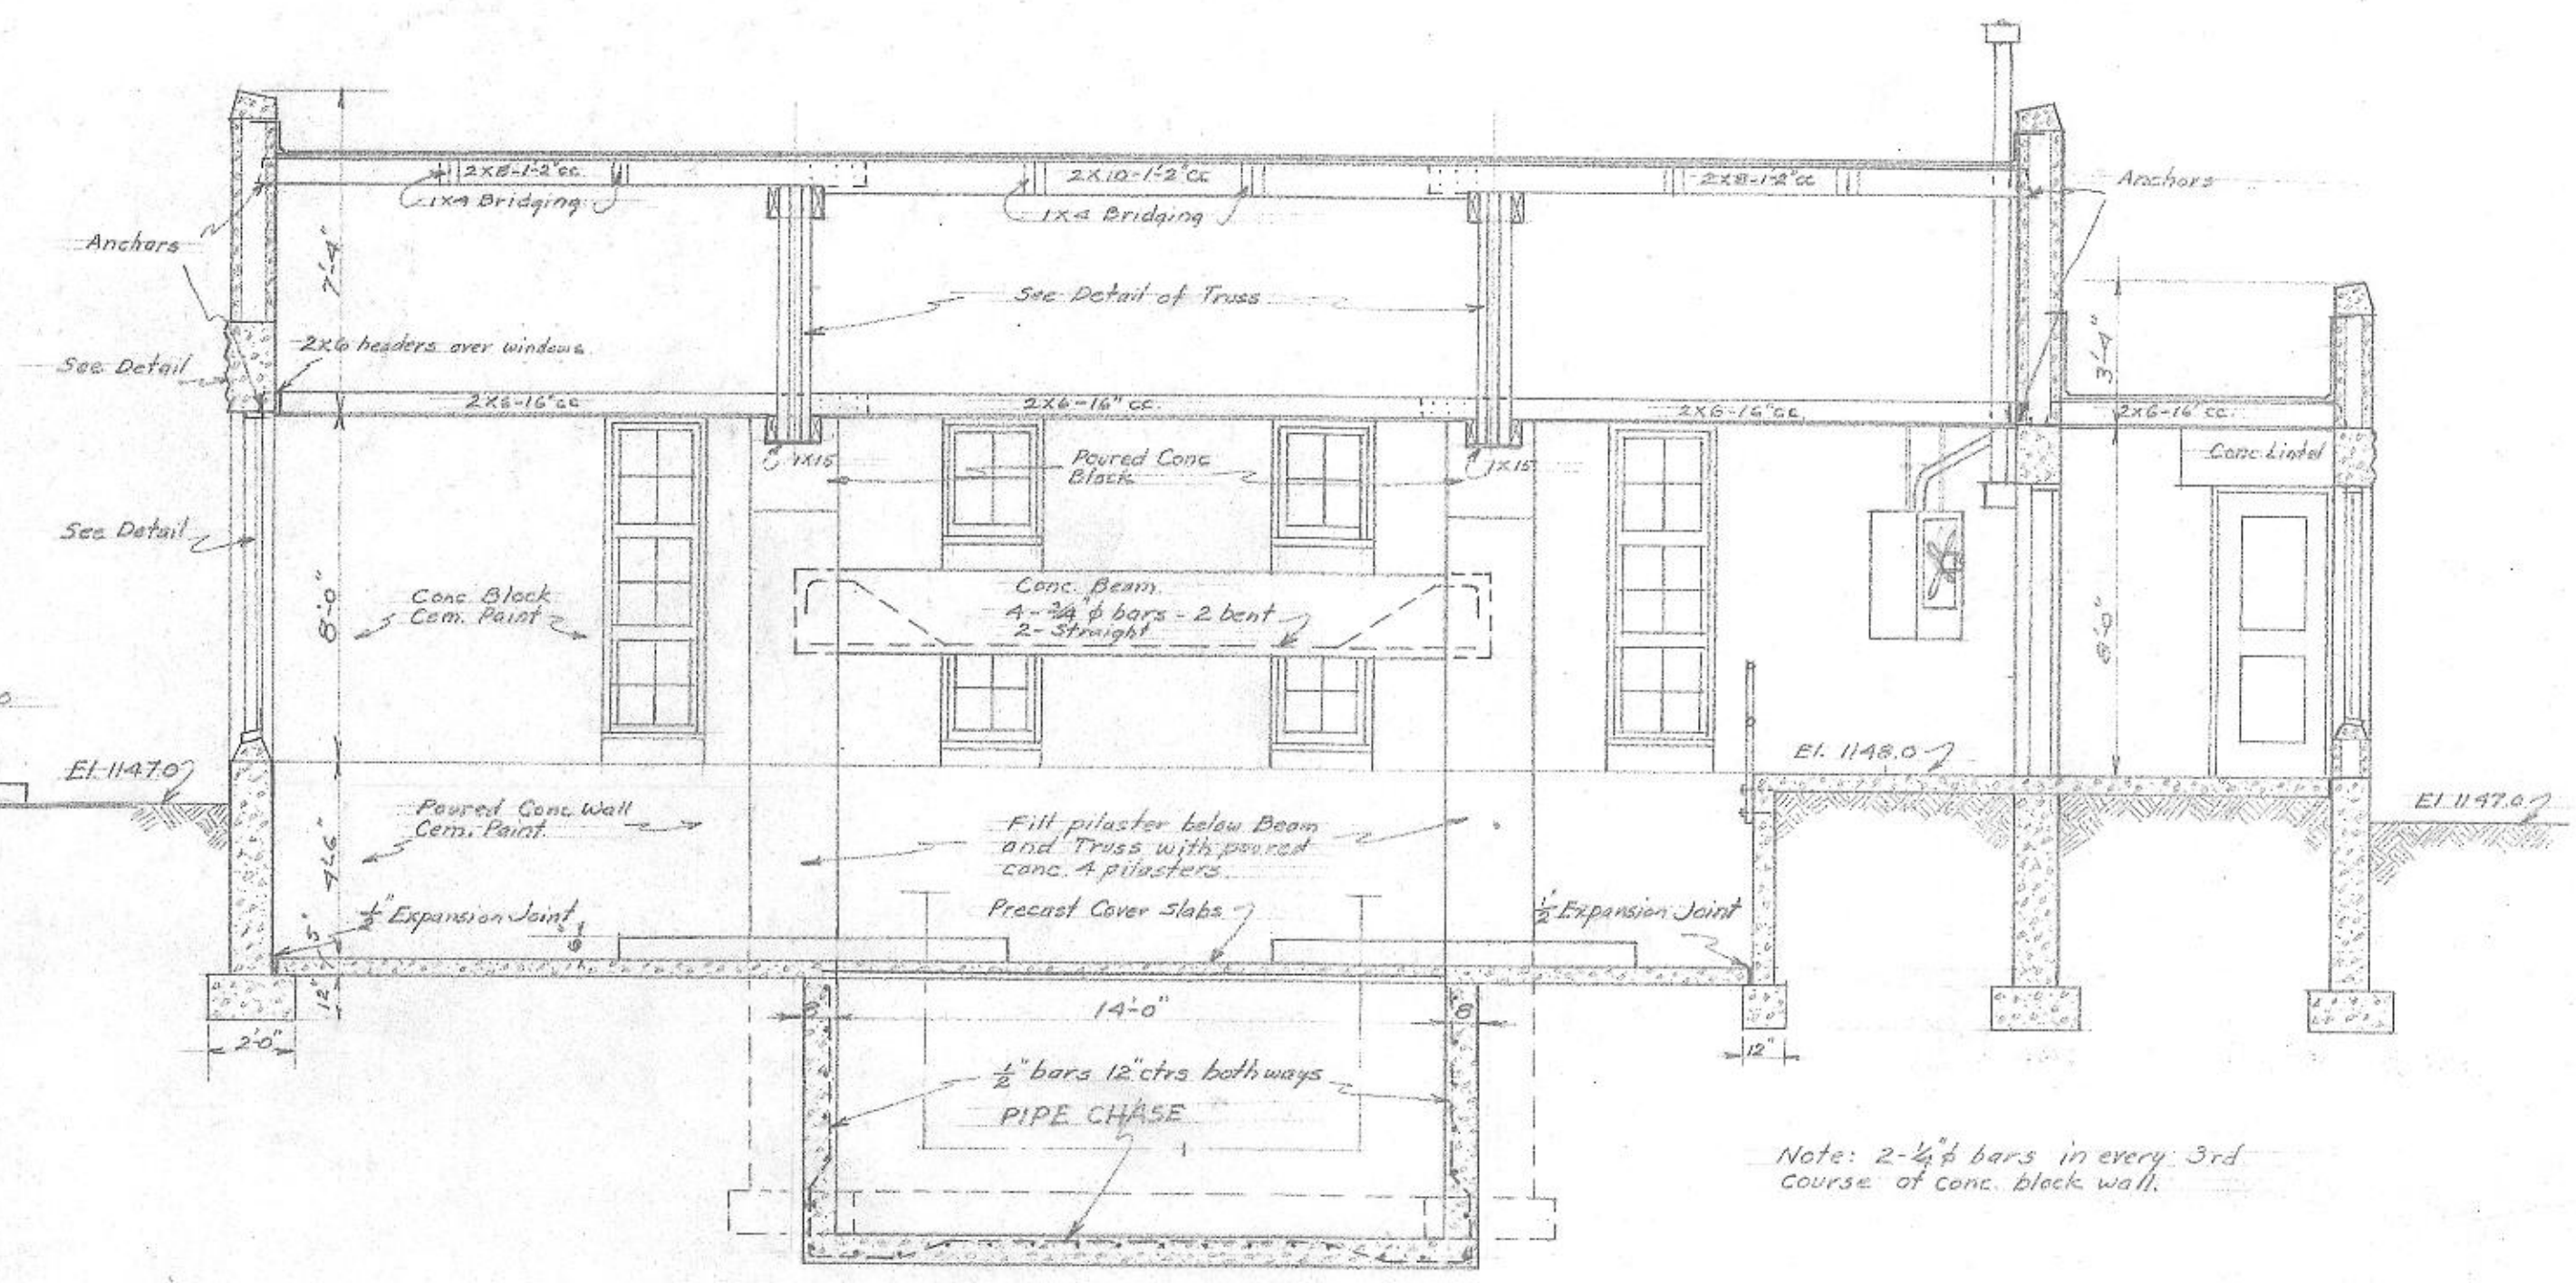 2X8-1'-2"cc
2X10-1'-2"cc
2X8-1'-2"cc
1X4 Bridging
1X4 Bridging
Anchors
Anchors
7'-4"
See Detail of Truss
2x6 headers over windows
See Detail
3'-4"
2X6-16"cc
2X6-16"cc.
2X6-16"cc.
2X6-16"cc.
1X15
Poured Conc
Block
1X15
Conc Lintel
See Detail
8'-0"
Conc Block
Cem. Paint
Conc. Beam
4-3/4"ϕ bars - 2 bent
2-Straight
8'-0"
El. 1147.0
El. 1148.0
El 1147.0
Poured Conc Wall
Cem. Paint
4'-6"
Fill pilaster below Beam
and Truss with poured
conc. 4 pilasters
1/2" Expansion Joint
Precast Cover Slabs
1/2 Expansion Joint
5"
6"
12"
2'-0"
8
14'-0"
8
12"
1/2" bars 12"ctrs both ways
PIPE CHASE
Note: 2-1/4"ϕ bars in every 3rd
course of conc. block wall.